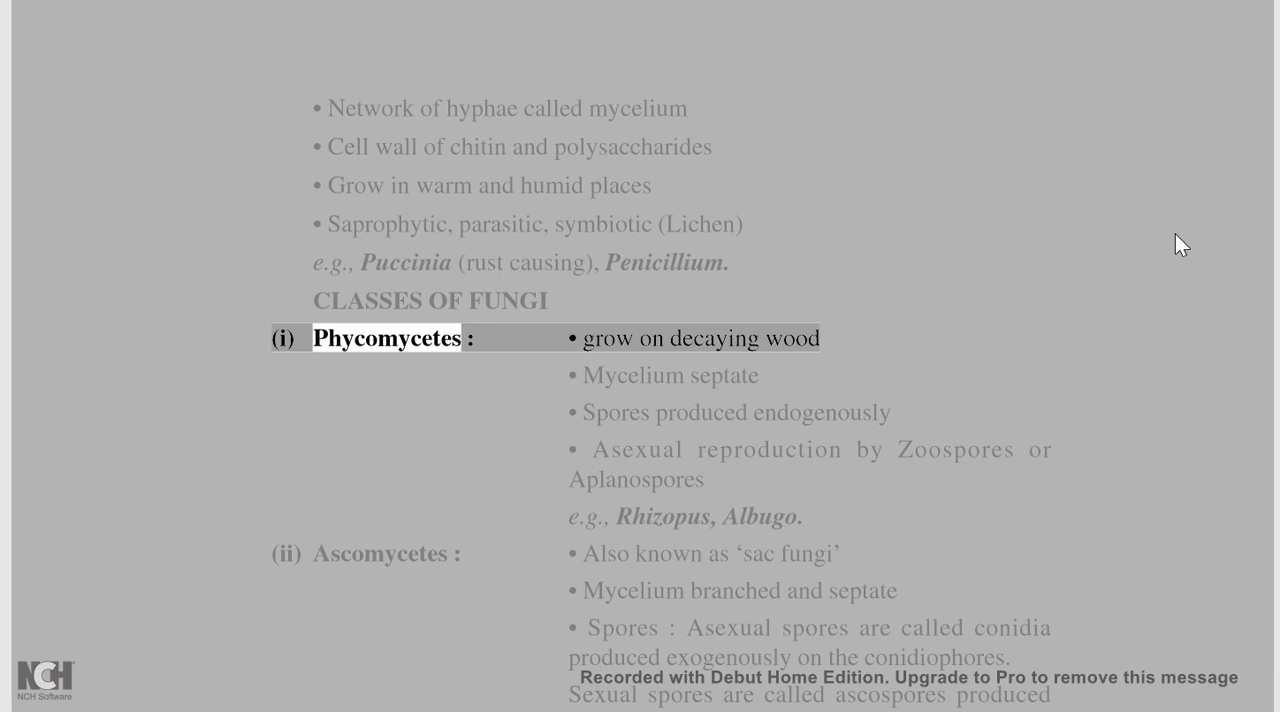 NCH Software
• Network of hyphae called mycelium
• Cell wall of chitin and polysaccharides
• Grow in warm and humid places
• Saprophytic, parasitic, symbiotic (Lichen)
e.g., Puccinia (rust causing), Penicillium.
CLASSES OF FUNGI
(i) Phycomycetes : • grow on decaying wood
• Mycelium septate
• Spores produced endogenously
• Asexual reproduction by Zoospores or
Aplanospores
e.g., Rhizopus, Albugo.
(ii) Ascomycetes : • Also known as ‘sac fungi’
• Mycelium branched and septate
• Spores : Asexual spores are called conidia
produced exogenously on the conidiophores.
Sexual spores are called ascospores produced
NCH
NCH Software
Recorded with Debut Home Edition. Upgrade to Pro to remove this message